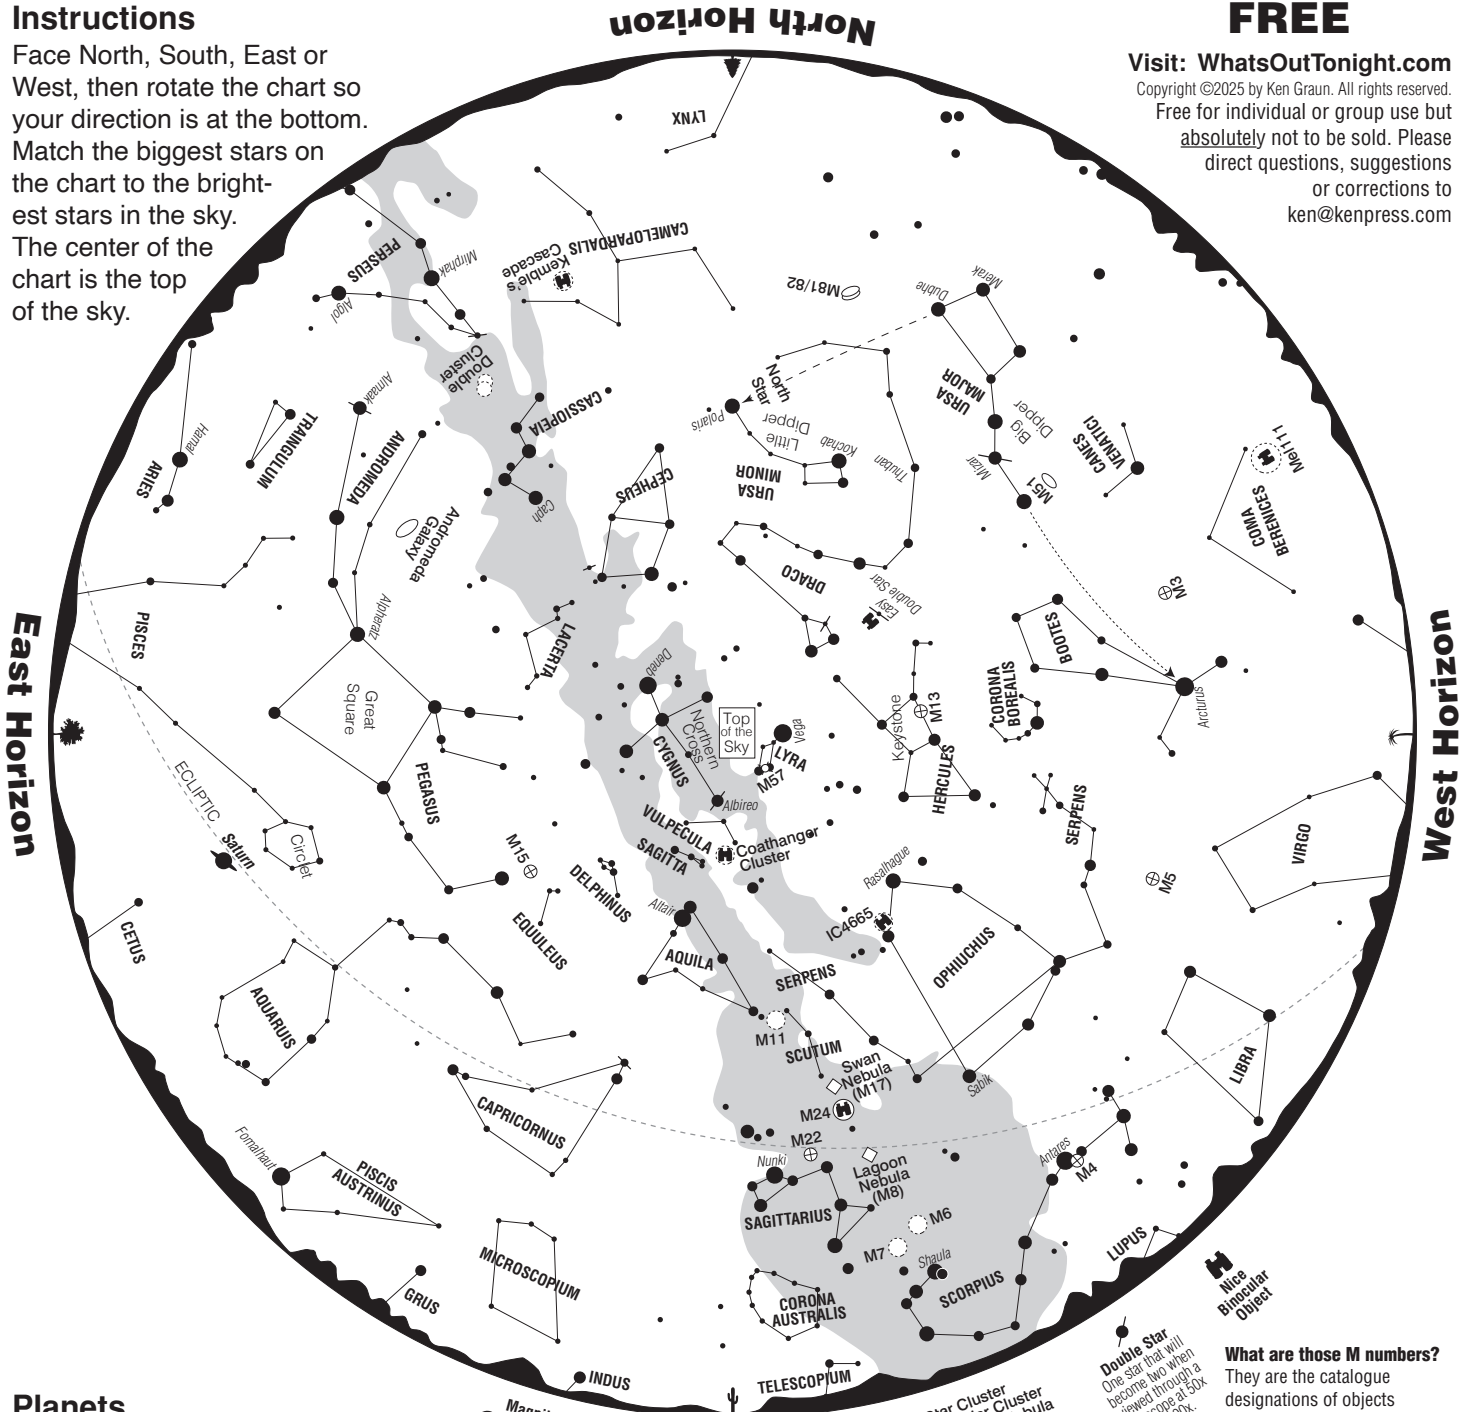 Instructions
Face North, South, East or
West, then rotate the chart so
your direction is at the bottom.
Match the biggest stars on
the chart to the bright-
est stars in the sky.
The center of the
chart is the top
of the sky.
North Horizon
FREE
Visit: WhatsOutTonight.com
Copyright ©2025 by Ken Graun. All rights reserved.
Free for individual or group use but
absolutely not to be sold. Please
direct questions, suggestions
or corrections to
ken@kenpress.com
LYNX
CAMELOPARDALIS
Kemble's
Cascade
PERSEUS
Mirphak
Algol
M81/82
Dubhe
Merak
Double
Cluster
CASSIOPEIA
Caph
North
Star
Polaris
Little
Dipper
Kochab
URSA
MINOR
Thuban
URSA
MAJOR
Big
Dipper
Mizar
M51
CANES
VENATICI
Mel111
COMA
BERENICES
ARIES
Hamal
TRAINGULUM
Almaak
ANDROMEDA
Andromeda
Galaxy
CEPHEUS
DRACO
Easy
Double Star
M3
BOOTES
Arcturus
East Horizon
West Horizon
PISCES
Alpheratz
Great
Square
LACERTA
Deneb
Northern
Cross
CYGNUS
Top
of the
Sky
Vega
LYRA
M57
Keystone
M13
HERCULES
CORONA
BOREALIS
ECLIPTIC
Saturn
Circlet
PEGASUS
M15
Albireo
VULPECULA
SAGITTA
Coathanger
Cluster
SERPENS
VIRGO
M5
Rasalhague
IC4665
OPHIUCHUS
CETUS
AQUARUIS
EQUULEUS
DELPHINUS
Altair
AQUILA
SERPENS
M11
SCUTUM
Swan
Nebula
(M17)
M24
Sabik
LIBRA
CAPRICORNUS
M22
Nunki
Lagoon
Nebula
(M8)
Antares
M4
Fomalhaut
PISCIS
AUSTRINUS
SAGITTARIUS
M6
M7
Shaula
SCORPIUS
LUPUS
MICROSCOPIUM
GRUS
CORONA
AUSTRALIS
INDUS
TELESCOPIUM
Nice
Binocular
Object
Double Star
One star that will
become two when
viewed through a
scope at 50x
What are those M numbers?
They are the catalogue
designations of objects
Planets
Star Cluster
Cluster